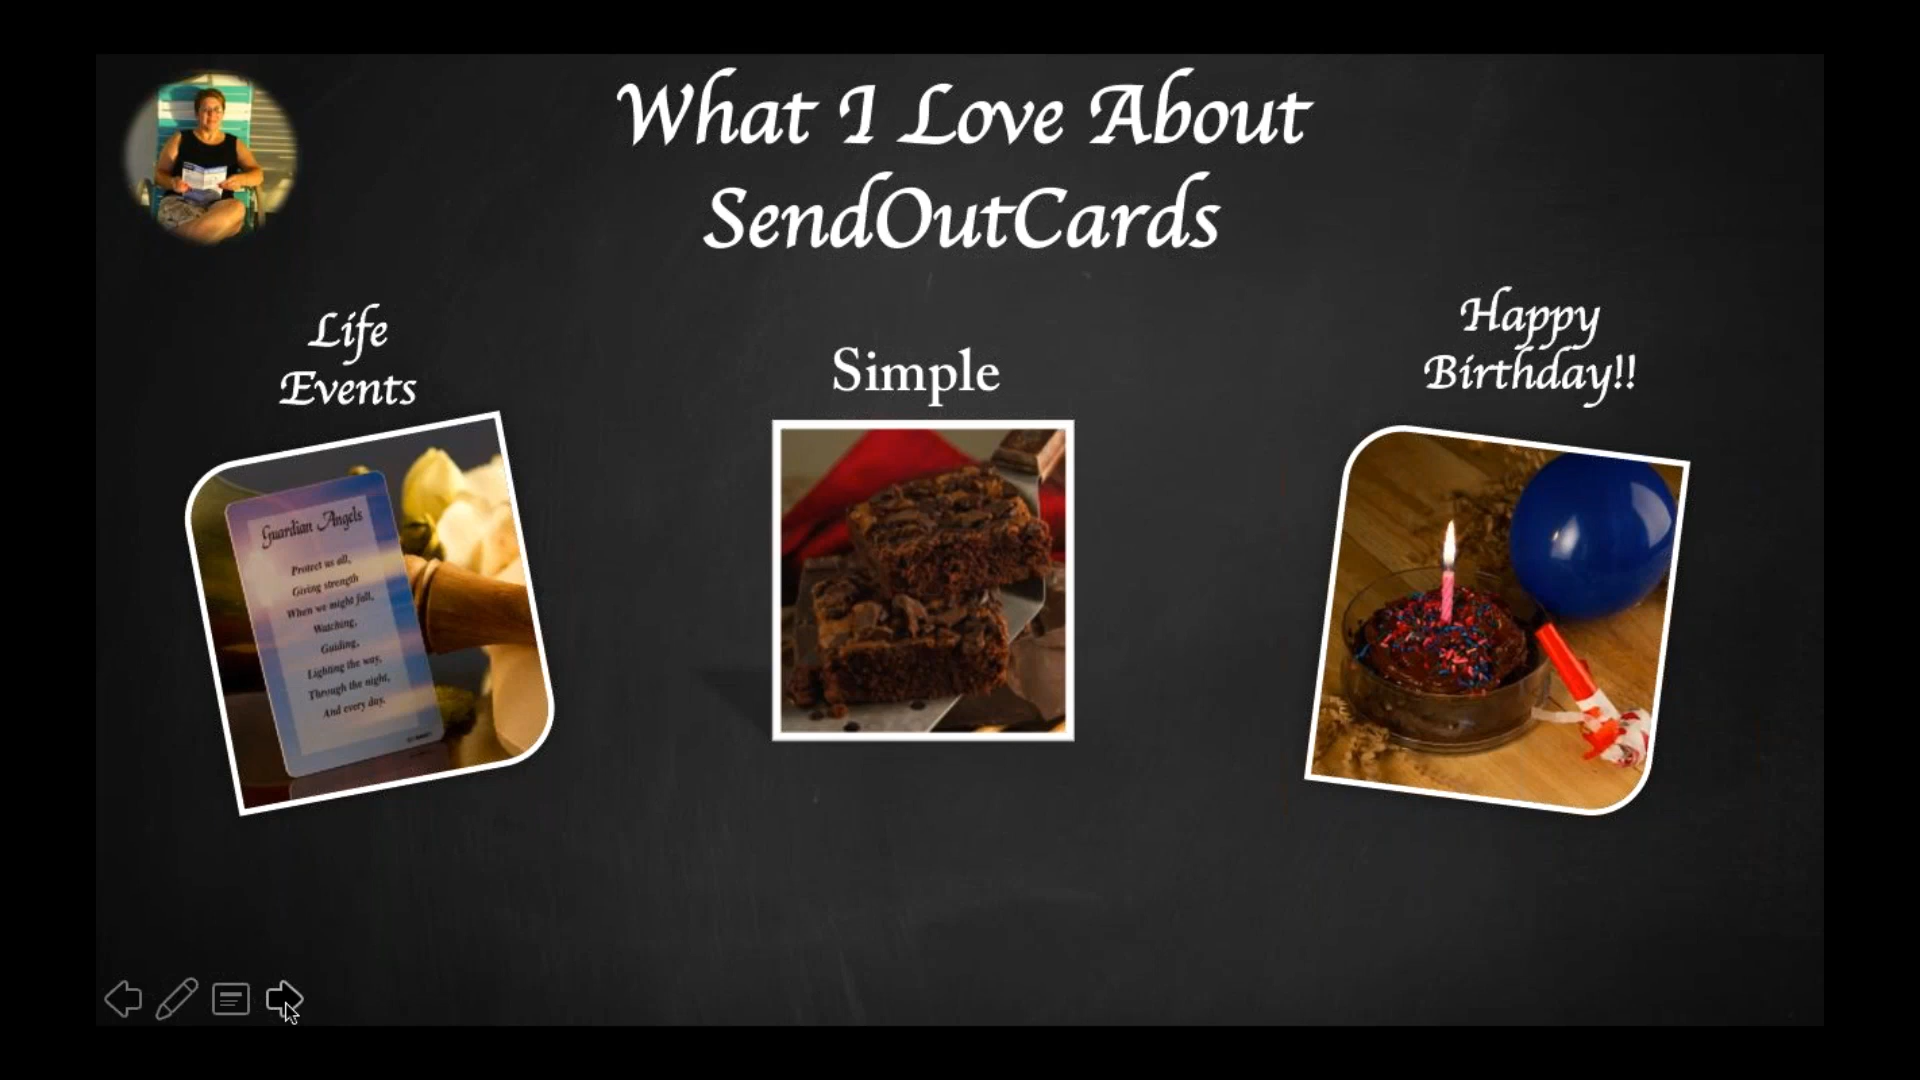 What I Love About
SendOutCards
Life
Events
Simple
Happy
Birthday!!
Guardian Angels
Protect us all,
Giving strength
When we might fall,
Watching,
Guiding,
Lighting the way,
Through the night,
And every day.